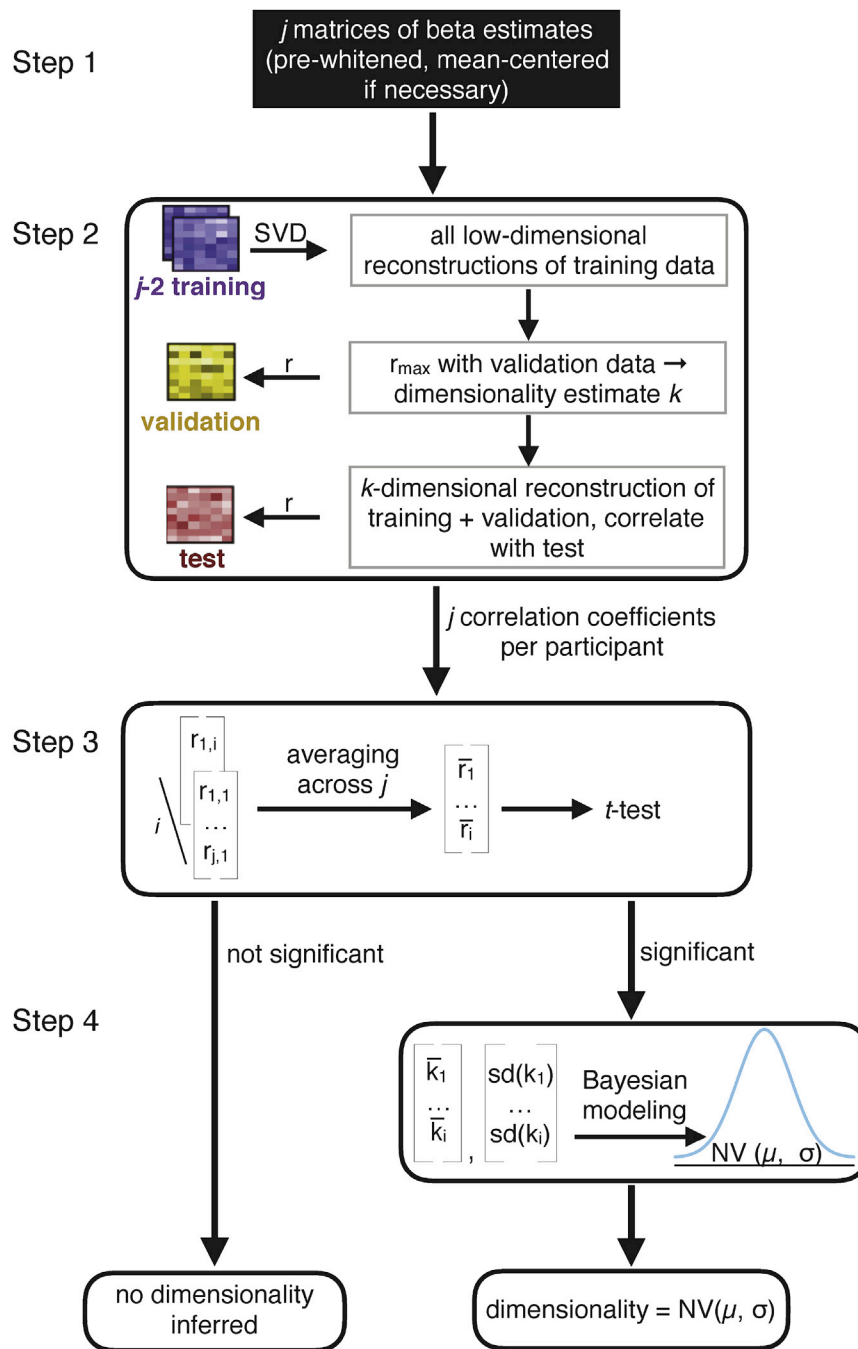 Step 1
j matrices of beta estimates
(pre-whitened, mean-centered
if necessary)
Step 2
SVD
j-2 training
all low-dimensional
reconstructions of training data
r
validation
rmax with validation data →
dimensionality estimate k
r
test
k-dimensional reconstruction of
training + validation, correlate
with test
j correlation coefficients
per participant
Step 3
i
r1,i
r1,1
...
rj,1
averaging
across j
r̅1
...
r̅i
t-test
not significant
significant
Step 4
k̅1
...
k̅i
,
sd(k1)
...
sd(ki)
Bayesian
modeling
NV (μ, σ)
no dimensionality
inferred
dimensionality = NV(μ, σ)